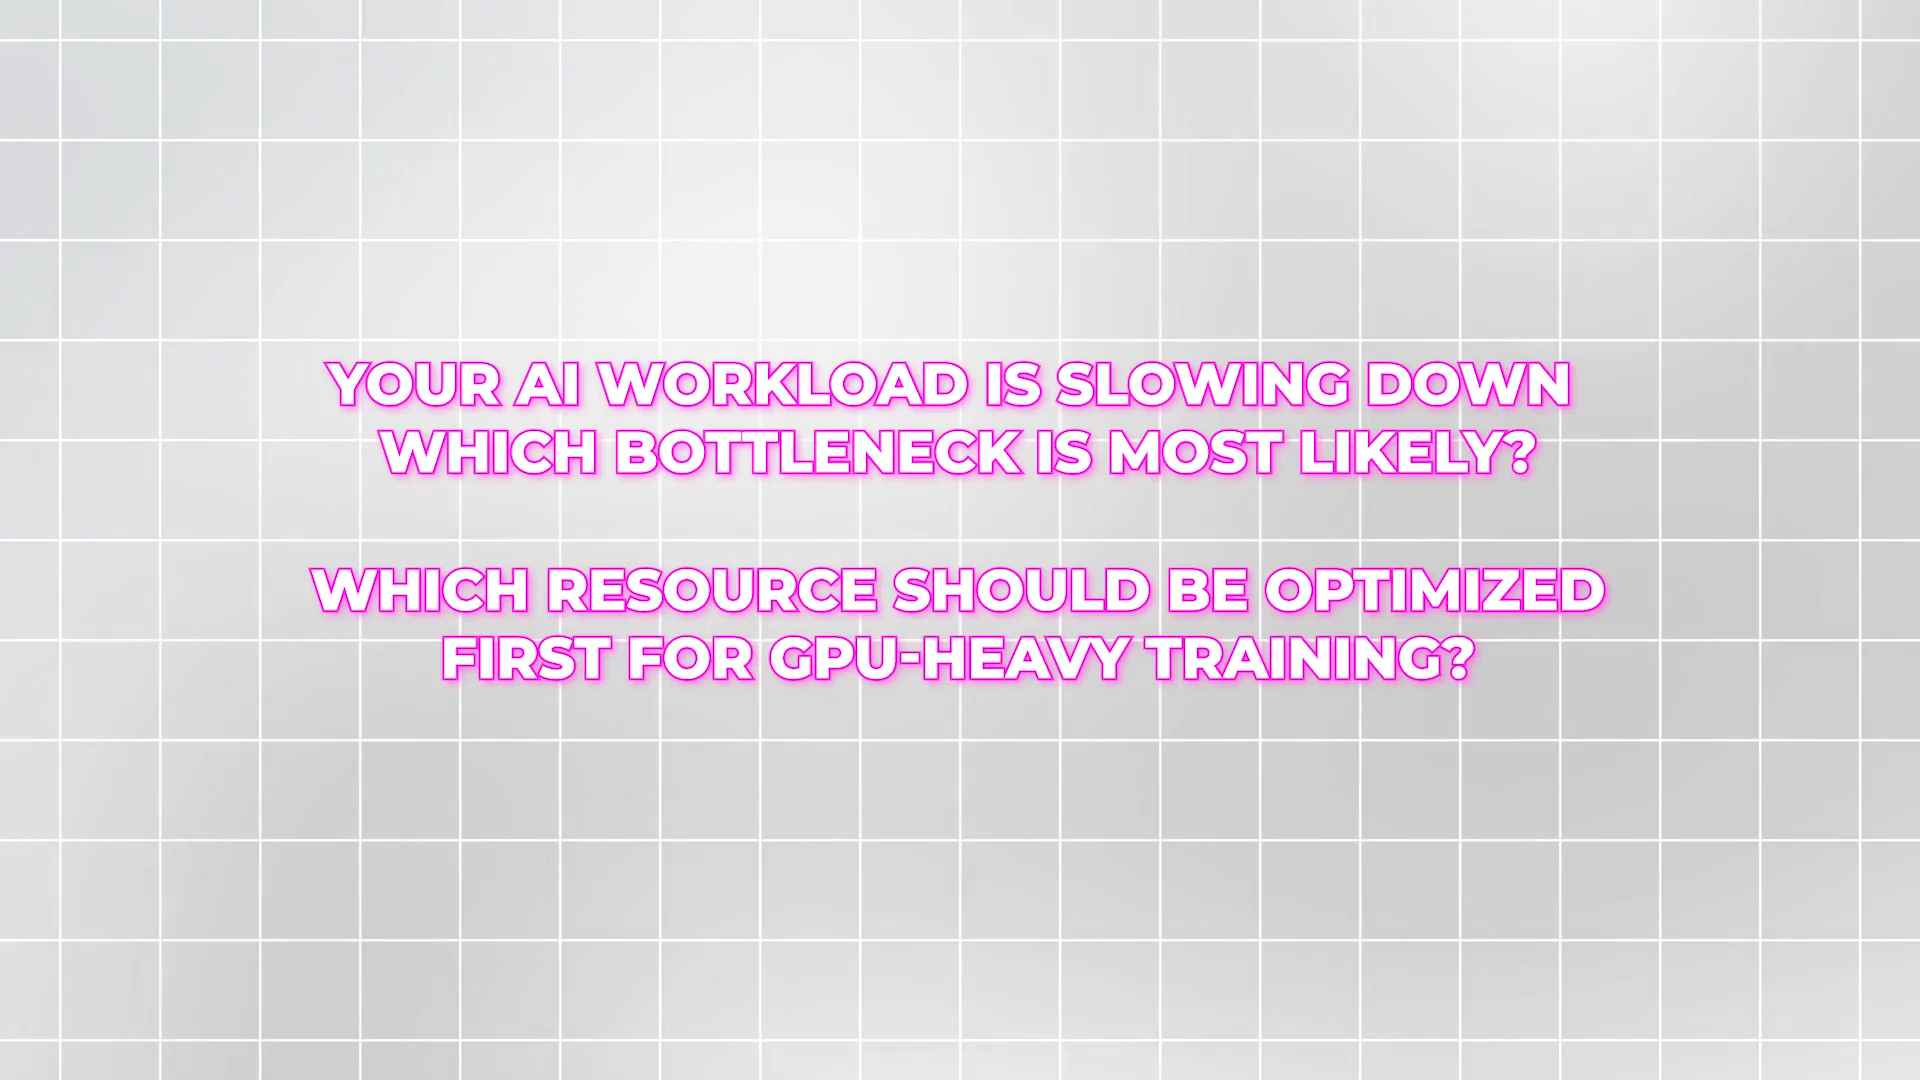 YOUR AI WORKLOAD IS SLOWING DOWN
WHICH BOTTLENECK IS MOST LIKELY?
WHICH RESOURCE SHOULD BE OPTIMIZED
FIRST FOR GPU-HEAVY TRAINING?